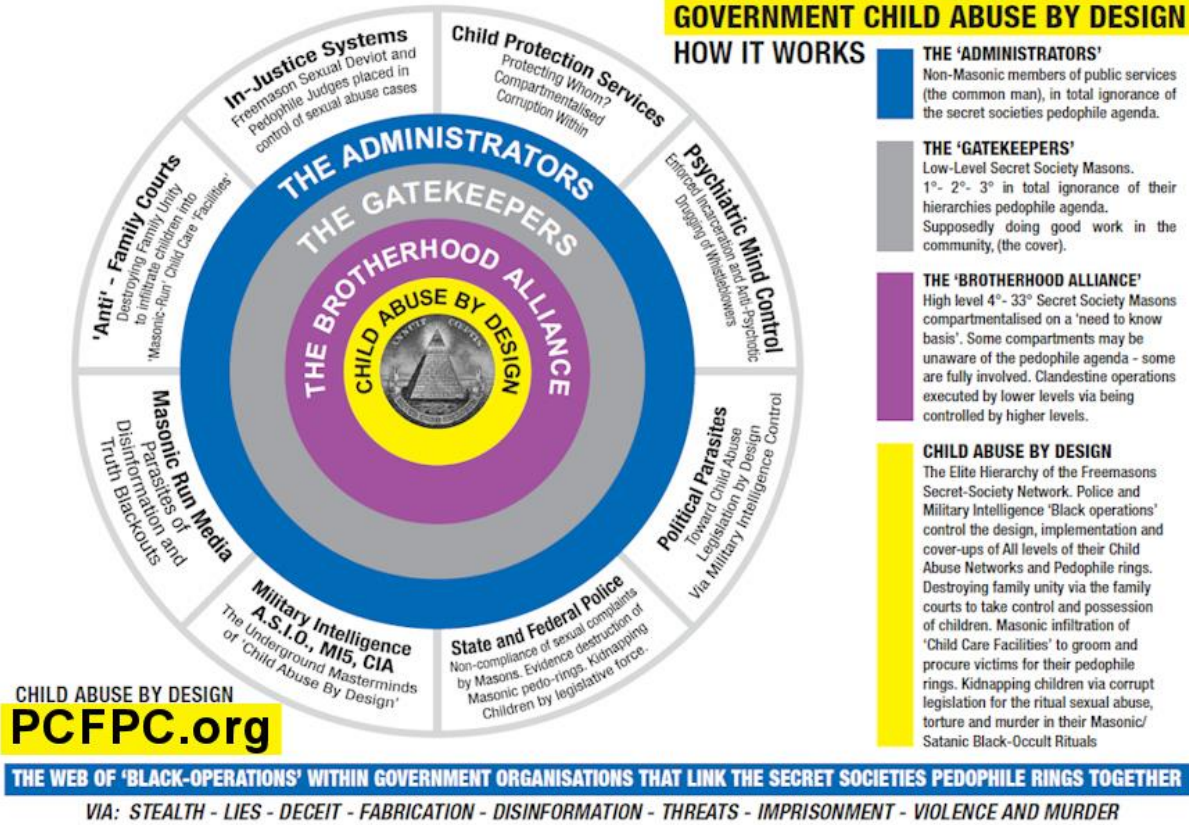 GOVERNMENT CHILD ABUSE BY DESIGN
HOW IT WORKS
In-Justice Systems
Freemason Sexual Deviot and
Pedophile Judges placed in
control of sexual abuse cases
Child Protection Services
Protecting Whom?
Compartmentalised
Corruption Within
Psychiatric Mind Control
Enforced Incarceration and Anti-Psychotic
Drugging of Whistleblowers
Political Parasites
Toward Child Abuse
Legislation by Design
Via Military Intelligence Control
State and Federal Police
Non-compliance of sexual complaints
by Masons. Evidence destruction of
Masonic pedo-rings. Kidnapping
Children by legislative force.
Military Intelligence
A.S.I.O., MI5, CIA
The Underground Masterminds
of 'Child Abuse By Design'
Masonic Run Media
Parasites of
Disinformation and
Truth Blackouts
'Anti' - Family Courts
Destroying Family Unity
to infiltrate children into
'Masonic-Run' Child Care 'Facilities'
THE ADMINISTRATORS
THE GATEKEEPERS
THE BROTHERHOOD ALLIANCE
CHILD ABUSE BY DESIGN
ANNUIT CŒPTIS
THE 'ADMINISTRATORS'
Non-Masonic members of public services
(the common man), in total ignorance of
the secret societies pedophile agenda.
THE 'GATEKEEPERS'
Low-Level Secret Society Masons.
1°- 2°- 3° in total ignorance of their
hierarchies pedophile agenda.
Supposedly doing good work in the
community, (the cover).
THE 'BROTHERHOOD ALLIANCE'
High level 4°- 33° Secret Society Masons
compartmentalised on a 'need to know
basis'. Some compartments may be
unaware of the pedophile agenda - some
are fully involved. Clandestine operations
executed by lower levels via being
controlled by higher levels.
CHILD ABUSE BY DESIGN
The Elite Hierarchy of the Freemasons
Secret-Society Network. Police and
Military Intelligence 'Black operations'
control the design, implementation and
cover-ups of All levels of their Child
Abuse Networks and Pedophile rings.
Destroying family unity via the family
courts to take control and possession
of children. Masonic infiltration of
'Child Care Facilities' to groom and
procure victims for their pedophile
rings. Kidnapping children via corrupt
legislation for the ritual sexual abuse,
torture and murder in their Masonic/
Satanic Black-Occult Rituals
CHILD ABUSE BY DESIGN
PCFPC.org
THE WEB OF 'BLACK-OPERATIONS' WITHIN GOVERNMENT ORGANISATIONS THAT LINK THE SECRET SOCIETIES PEDOPHILE RINGS TOGETHER
VIA: STEALTH - LIES - DECEIT - FABRICATION - DISINFORMATION - THREATS - IMPRISONMENT - VIOLENCE AND MURDER